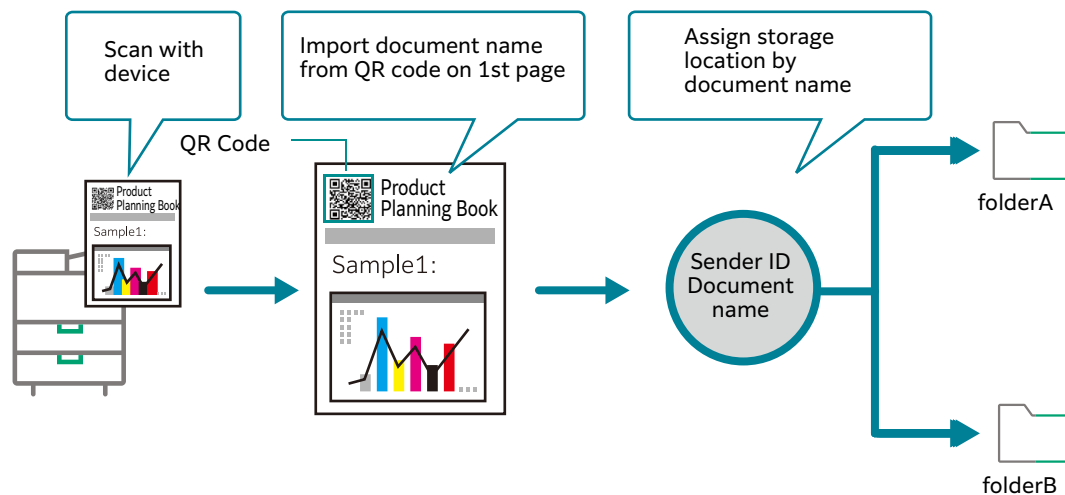 Scan with
device
Import document name
from QR code on 1st page
Assign storage
location by
document name
QR Code
Product
Planning Book
Sample1:
Product
Planning Book
Sample1:
Sender ID
Document
name
folderA
folderB